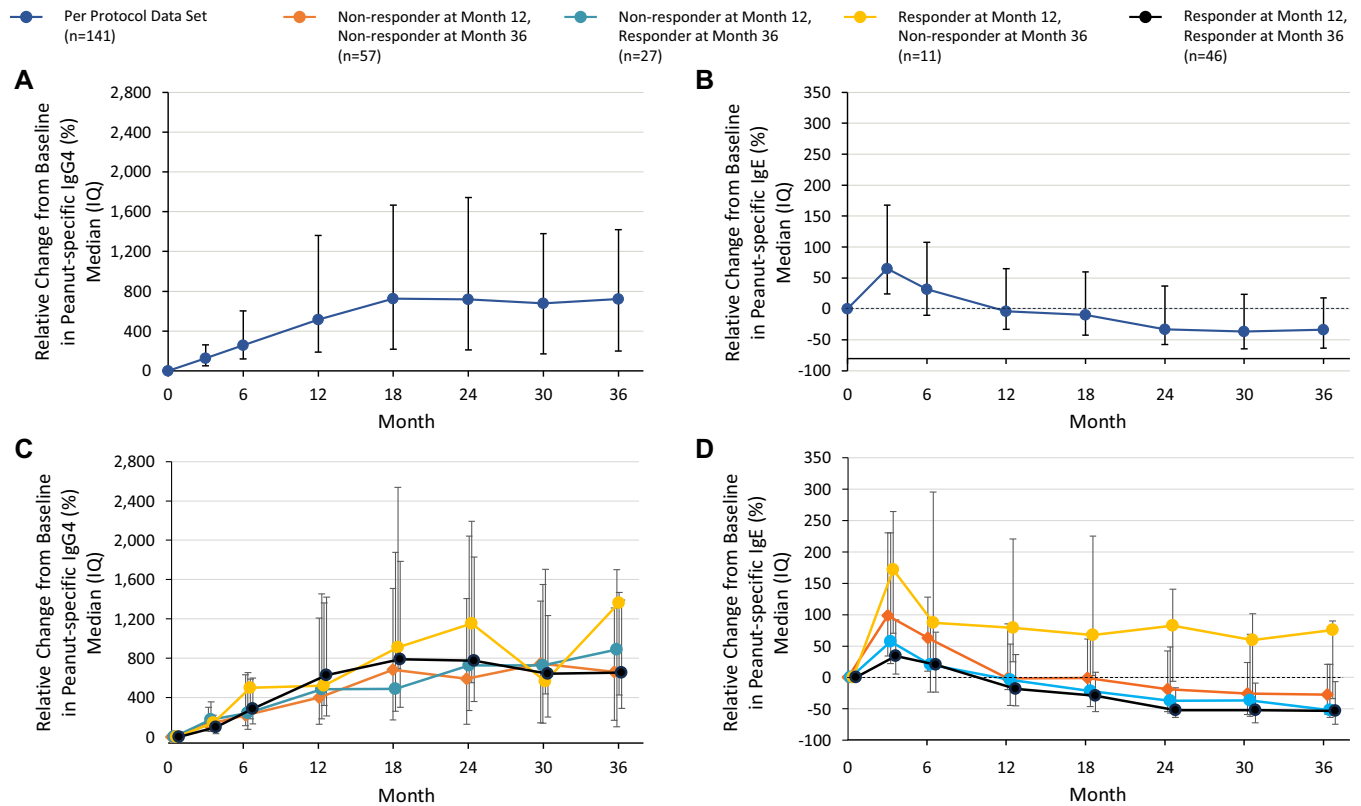 Per Protocol Data Set
(n=141)
Non-responder at Month 12,
Non-responder at Month 36
(n=57)
Non-responder at Month 12,
Responder at Month 36
(n=27)
Responder at Month 12,
Non-responder at Month 36
(n=11)
Responder at Month 12,
Responder at Month 36
(n=46)
A
Relative Change from Baseline
in Peanut-specific IgG4 (%)
Median (IQ)
2,800
2,400
2,000
1,600
1,200
800
400
0
0 6 12 18 24 30 36
Month
B
Relative Change from Baseline
in Peanut-specific IgE (%)
Median (IQ)
350
300
250
200
150
100
50
0
-50
-100
0 6 12 18 24 30 36
Month
C
Relative Change from Baseline
in Peanut-specific IgG4 (%)
Median (IQ)
2,800
2,400
2,000
1,600
1,200
800
400
0
0 6 12 18 24 30 36
Month
D
Relative Change from Baseline
in Peanut-specific IgE (%)
Median (IQ)
350
300
250
200
150
100
50
0
-50
-100
0 6 12 18 24 30 36
Month